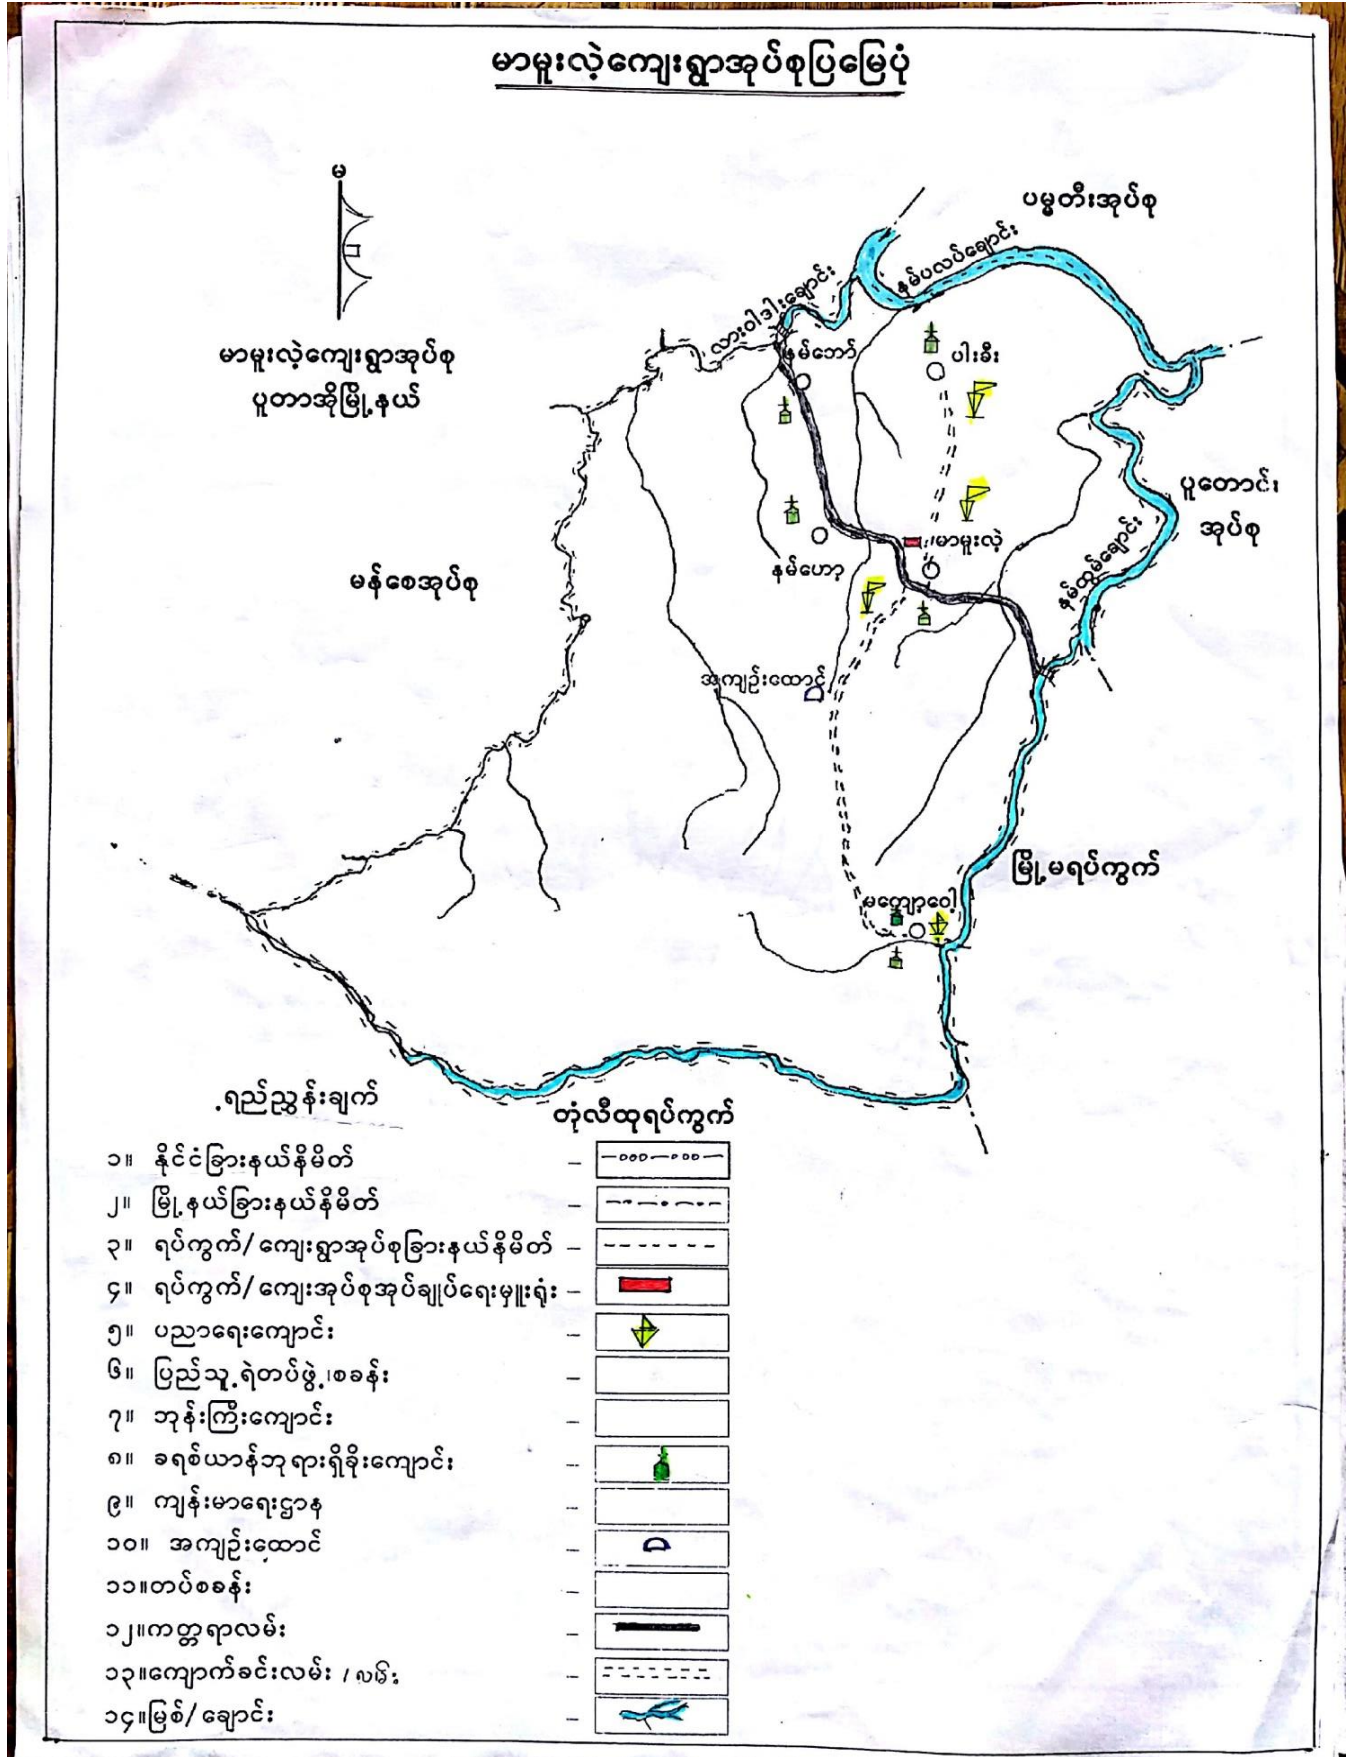 မာမူးလဲ့ကျေးရွာအုပ်စုပြမြေပုံ
မ
ပမ္မတီးအုပ်စု
နမ်ပလပ်ချောင်း
လားဝါဒါးချောင်း
မာမူးလဲ့ကျေးရွာအုပ်စု
ပူတာအိုမြို့နယ်
နမ်ဘော်
ပါးခီး
ပူတောင်း
အုပ်စု
မန်စေအုပ်စု
နမ်ဟော့
မာမူးလဲ့
နမ်ထွမ်ချောင်း
အကျဉ်းထောင်
မြို့မရပ်ကွက်
မကျော့ဝေါ့
ရည်ညွှန်းချက်
တုံလီထုရပ်ကွက်
၁။ နိုင်ငံခြားနယ်နိမိတ် –
၂။ မြို့နယ်ခြားနယ်နိမိတ် –
၃။ ရပ်ကွက်/ကျေးရွာအုပ်စုခြားနယ်နိမိတ် –
၄။ ရပ်ကွက်/ကျေးအုပ်စုအုပ်ချုပ်ရေးမှူးရုံး –
၅။ ပညာရေးကျောင်း –
၆။ ပြည်သူ့ရဲတပ်ဖွဲ့၊စခန်း –
၇။ ဘုန်းကြီးကျောင်း –
၈။ ခရစ်ယာန်ဘုရားရှိခိုးကျောင်း –
၉။ ကျန်းမာရေးဌာန –
၁၀။ အကျဉ်းထောင် –
၁၁။တပ်စခန်း –
၁၂။ကတ္တရာလမ်း –
၁၃။ကျောက်ခင်းလမ်း / လမ်း –
၁၄။မြစ်/ချောင်း –